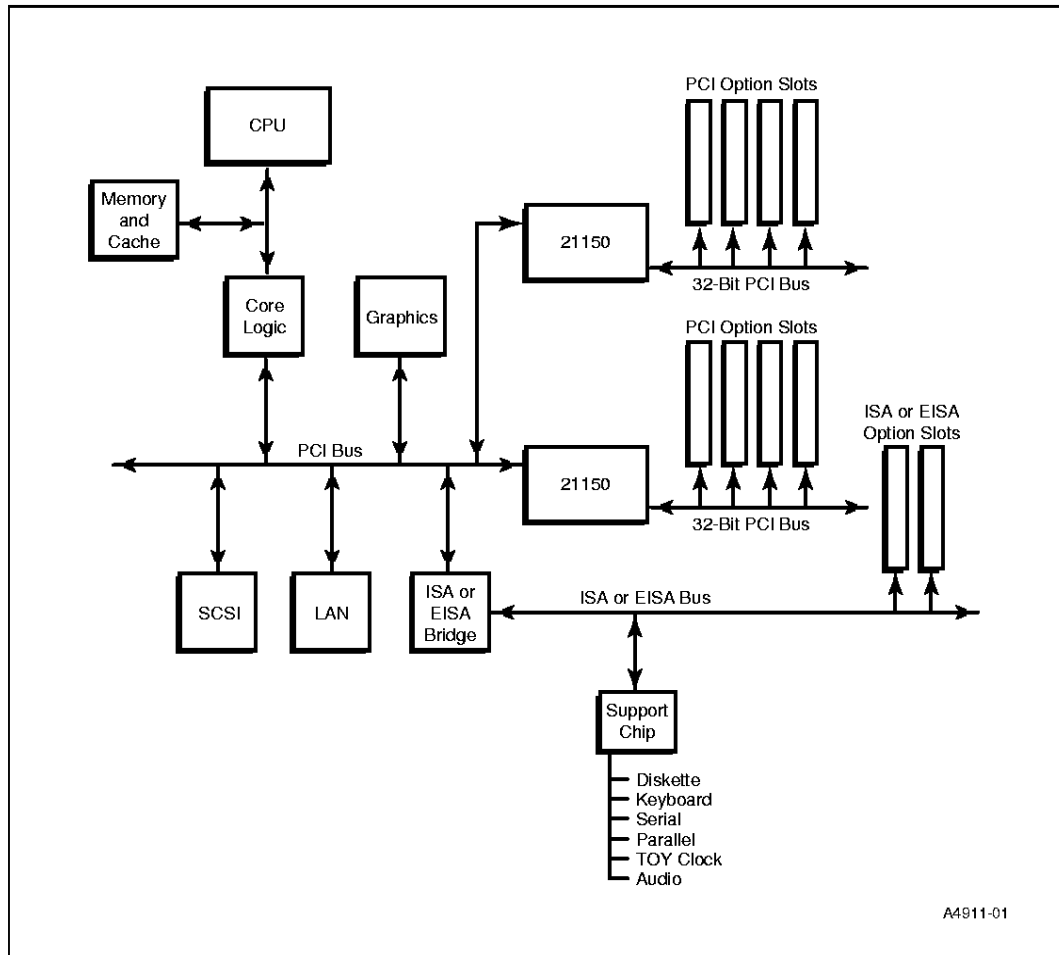 PCI Option Slots
CPU
Memory
and
Cache
21150
32-Bit PCI Bus
Core
Logic
Graphics
PCI Option Slots
ISA or EISA
Option Slots
PCI Bus
21150
32-Bit PCI Bus
SCSI
LAN
ISA or
EISA
Bridge
ISA or EISA Bus
Support
Chip
Diskette
Keyboard
Serial
Parallel
TOY Clock
Audio
A4911-01